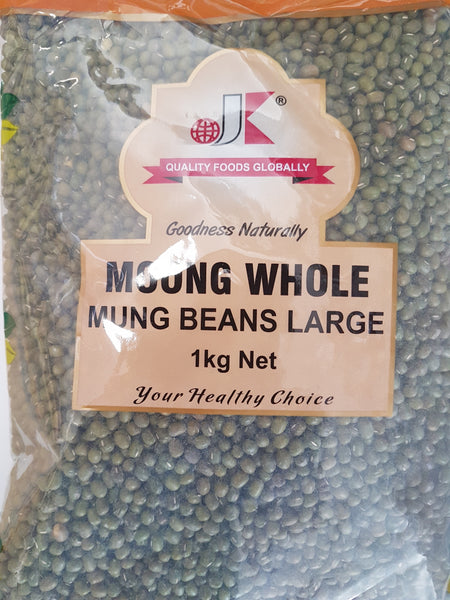 JK®
QUALITY FOODS GLOBALLY
Goodness Naturally
MOONG WHOLE
MUNG BEANS LARGE
1kg Net
Your Healthy Choice